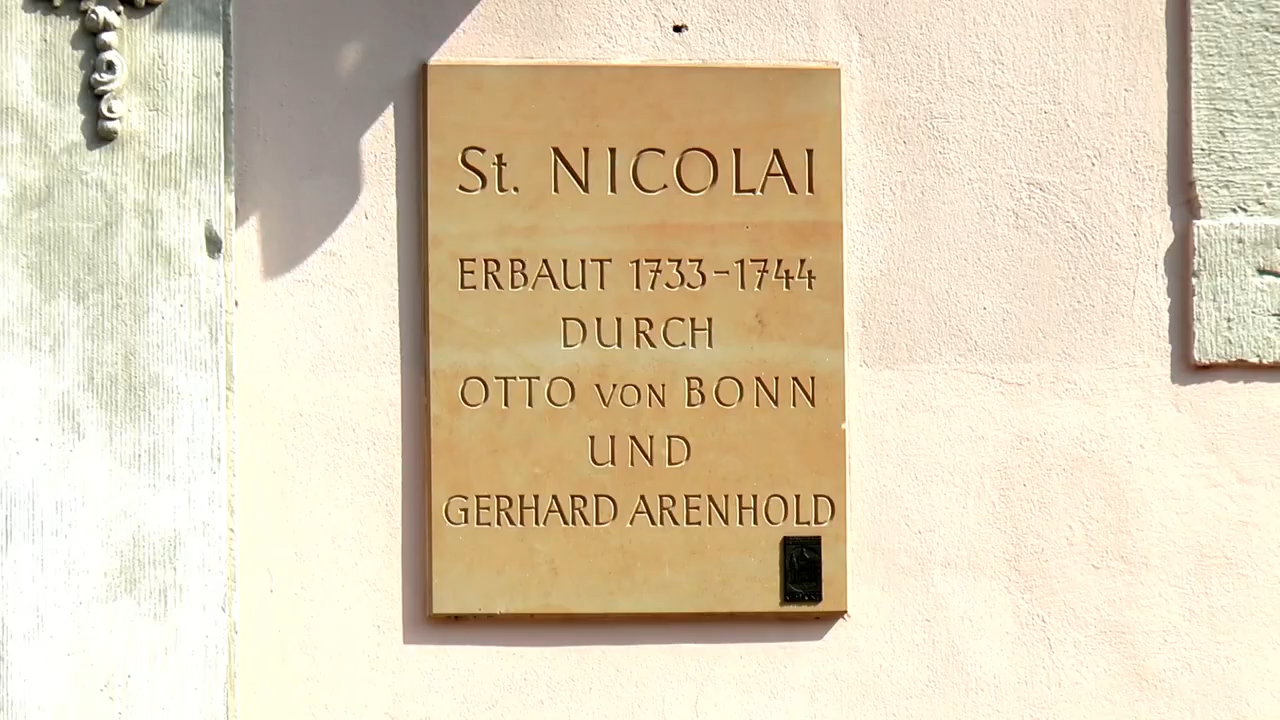 St. NICOLAI
ERBAUT 1733-1744
DURCH
OTTO VON BONN
UND
GERHARD ARENHOLD